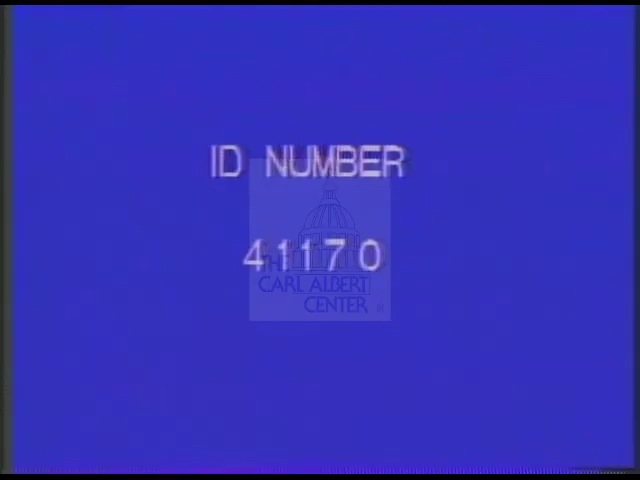 ID NUMBER
41170
THE
CARL ALBERT
CENTER